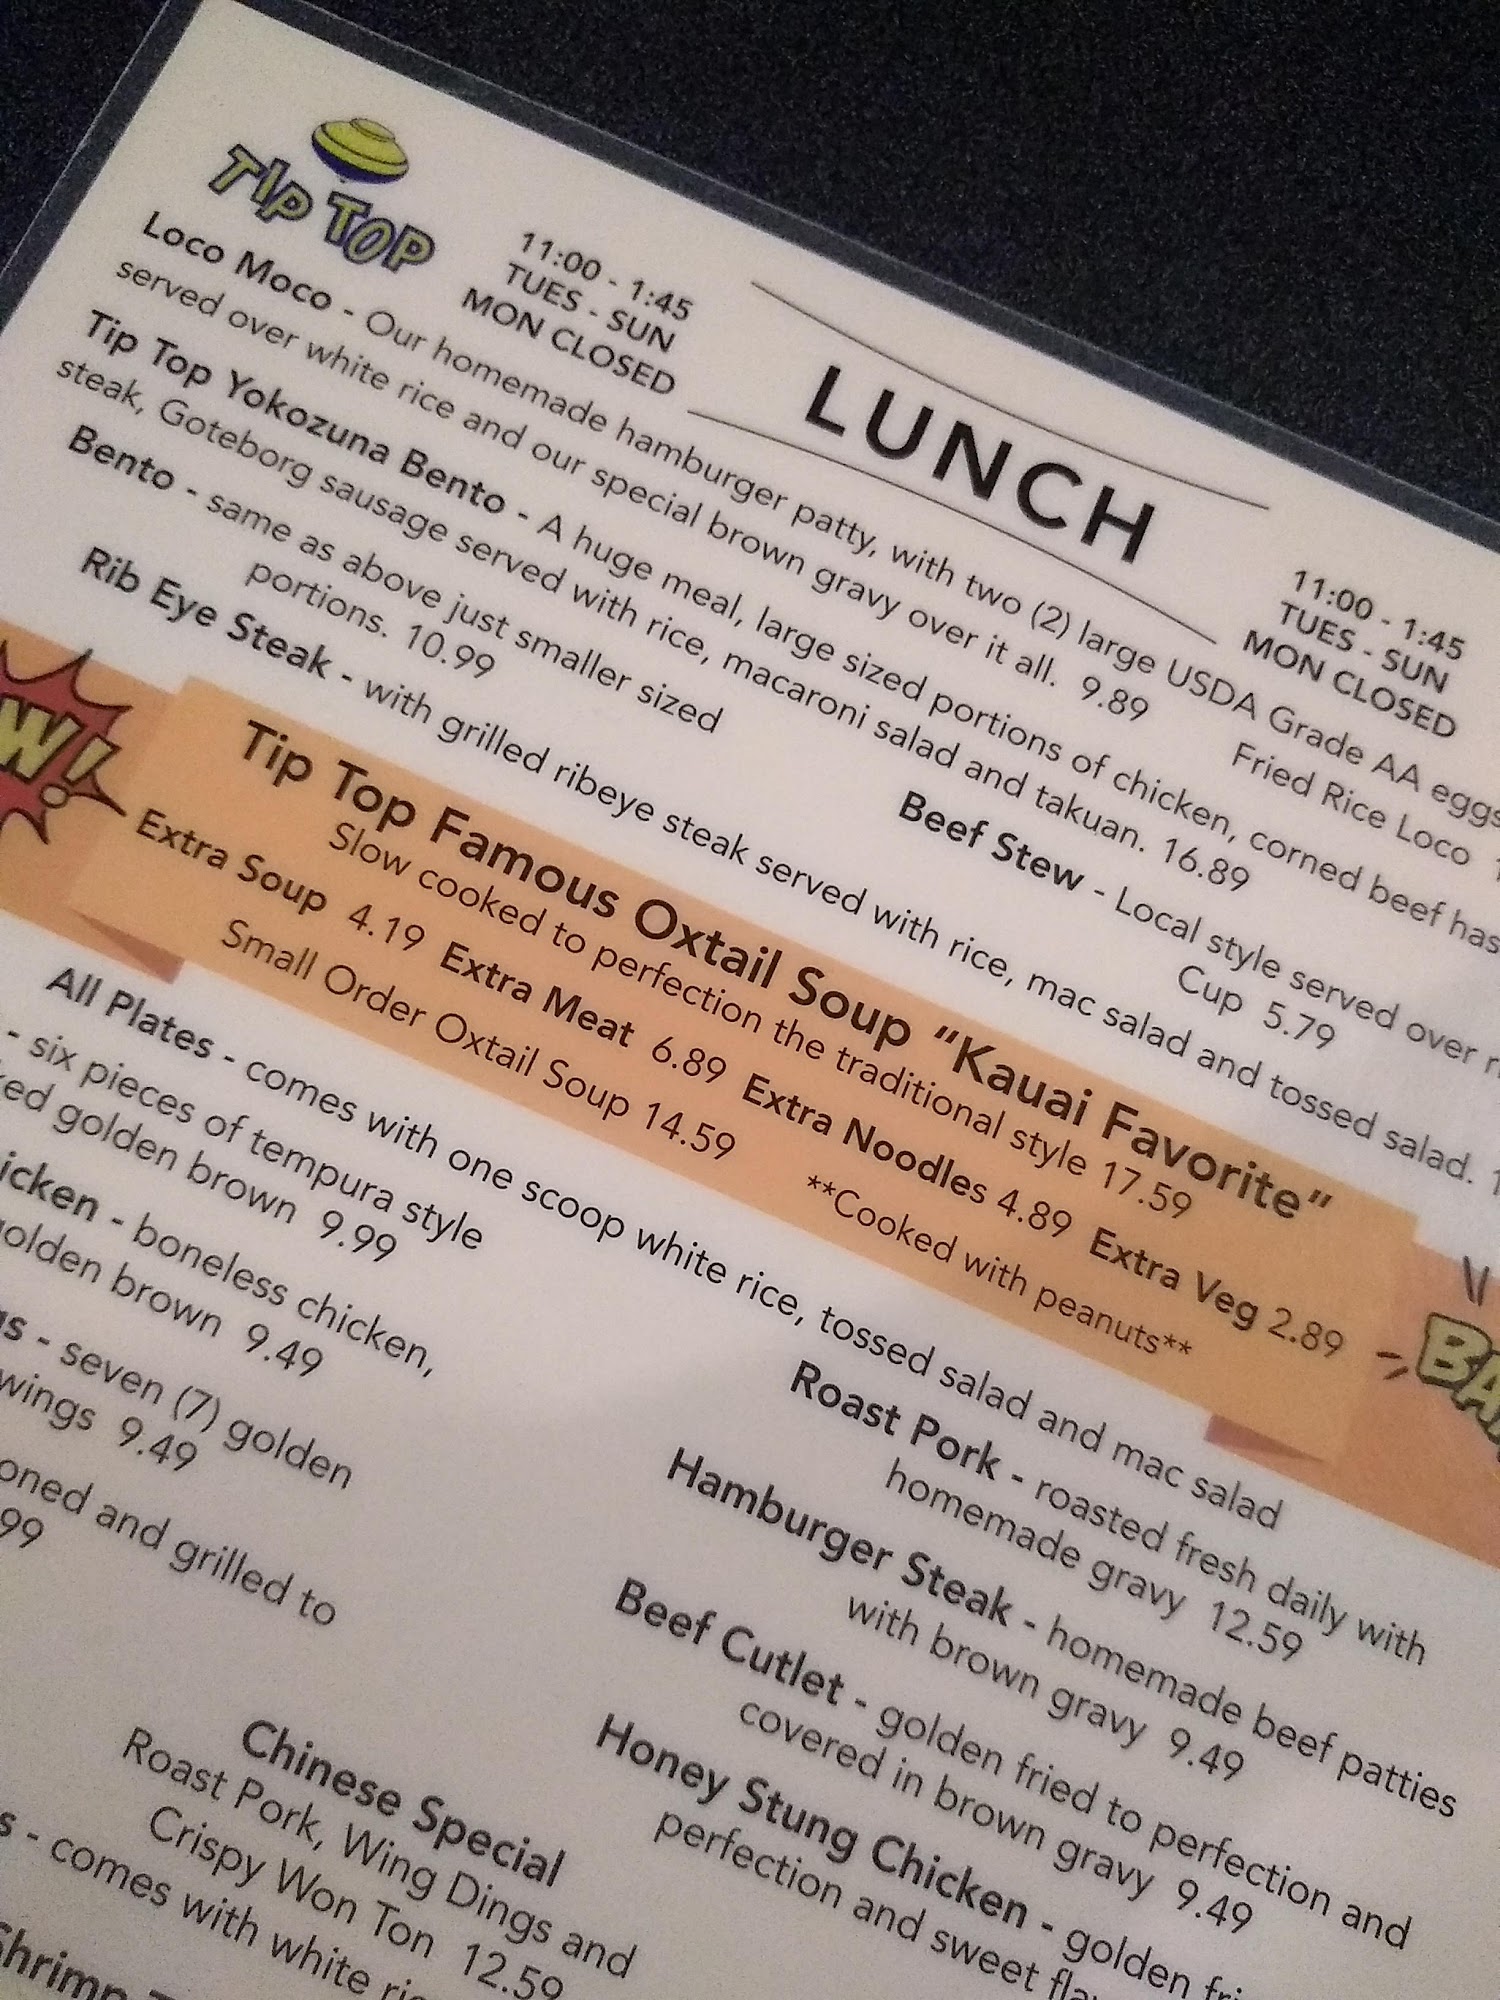 TIP TOP
11:00 - 1:45
TUES - SUN
MON CLOSED
LUNCH
11:00 - 1:45
TUES - SUN
MON CLOSED
Loco Moco - Our homemade hamburger patty, with two (2) large USDA Grade AA eggs
served over white rice and our special brown gravy over it all. 9.89
Fried Rice Loco
Tip Top Yokozuna Bento - A huge meal, large sized portions of chicken, corned beef
steak, Goteborg sausage served with rice, macaroni salad and takuan. 16.89
Bento - same as above just smaller sized
portions. 10.99
Beef Stew - Local style served over
Cup 5.79
Rib Eye Steak - with grilled ribeye steak served with rice, mac salad and tossed salad.
W!
Tip Top Famous Oxtail Soup “Kauai Favorite”
Slow cooked to perfection the traditional style 17.59
Extra Soup 4.19 Extra Meat 6.89 Extra Noodles 4.89 Extra Veg 2.89
Small Order Oxtail Soup 14.59 **Cooked with peanuts**
All Plates - comes with one scoop white rice, tossed salad and mac salad
- six pieces of tempura style
golden brown 9.99
- boneless chicken,
golden brown 9.49
- seven (7) golden
wings 9.49
and grilled to
Chinese Special
Roast Pork, Wing Dings and
Crispy Won Ton 12.59
- comes with white
Roast Pork - roasted fresh daily with
homemade gravy 12.59
Hamburger Steak - homemade beef patties
with brown gravy 9.49
Beef Cutlet - golden fried to perfection and
covered in brown gravy 9.49
Honey Stung Chicken - golden
perfection and sweet